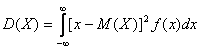 D(X) = ∫_{-∞}^{∞} [x − M(X)]² f(x)dx